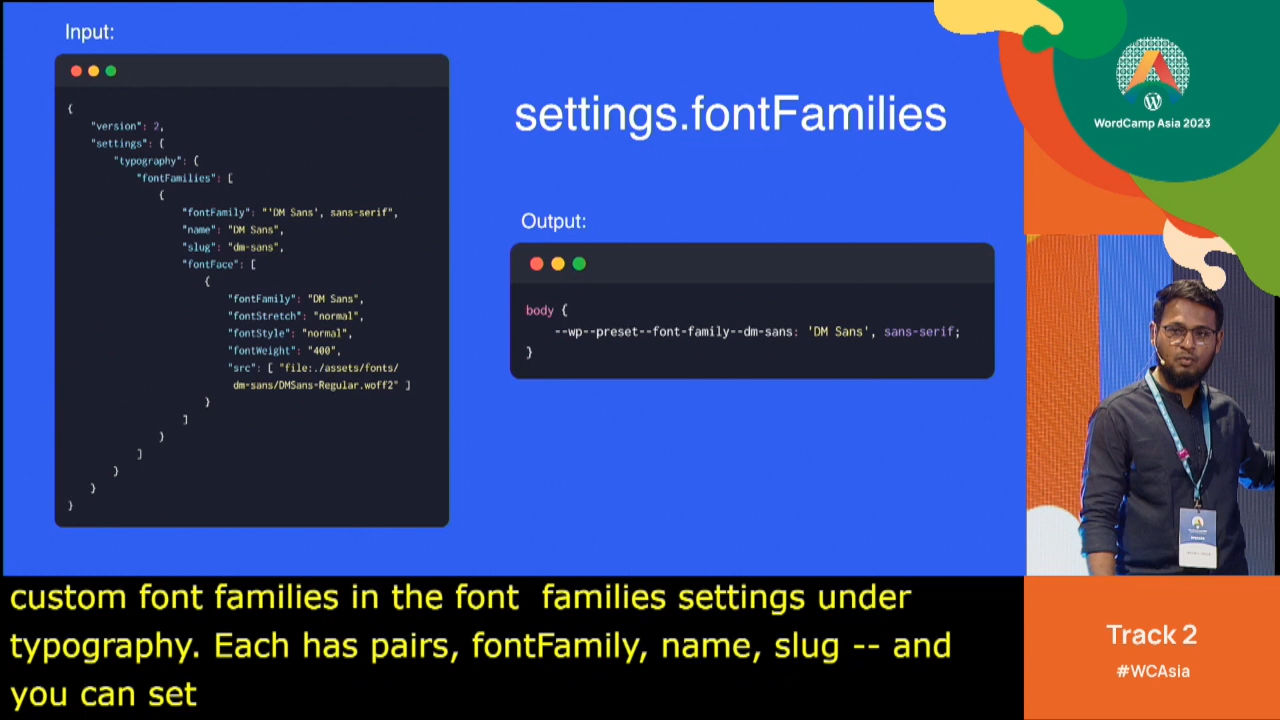 Input:
{
"version": 2,
"settings": {
"typography": {
"fontFamilies": [
{
"fontFamily": "'DM Sans', sans-serif",
"name": "DM Sans",
"slug": "dm-sans",
"fontFace": [
{
"fontFamily": "DM Sans",
"fontStretch": "normal",
"fontStyle": "normal",
"fontWeight": "400",
"src": [ "file:./assets/fonts/
dm-sans/DMSans-Regular.woff2" ]
}
]
}
]
}
}
}
settings.fontFamilies
Output:
body {
--wp--preset--font-family--dm-sans: 'DM Sans', sans-serif;
}
WordCamp Asia 2023
custom font families in the font families settings under
typography. Each has pairs, fontFamily, name, slug -- and
you can set
Track 2
#WCAsia